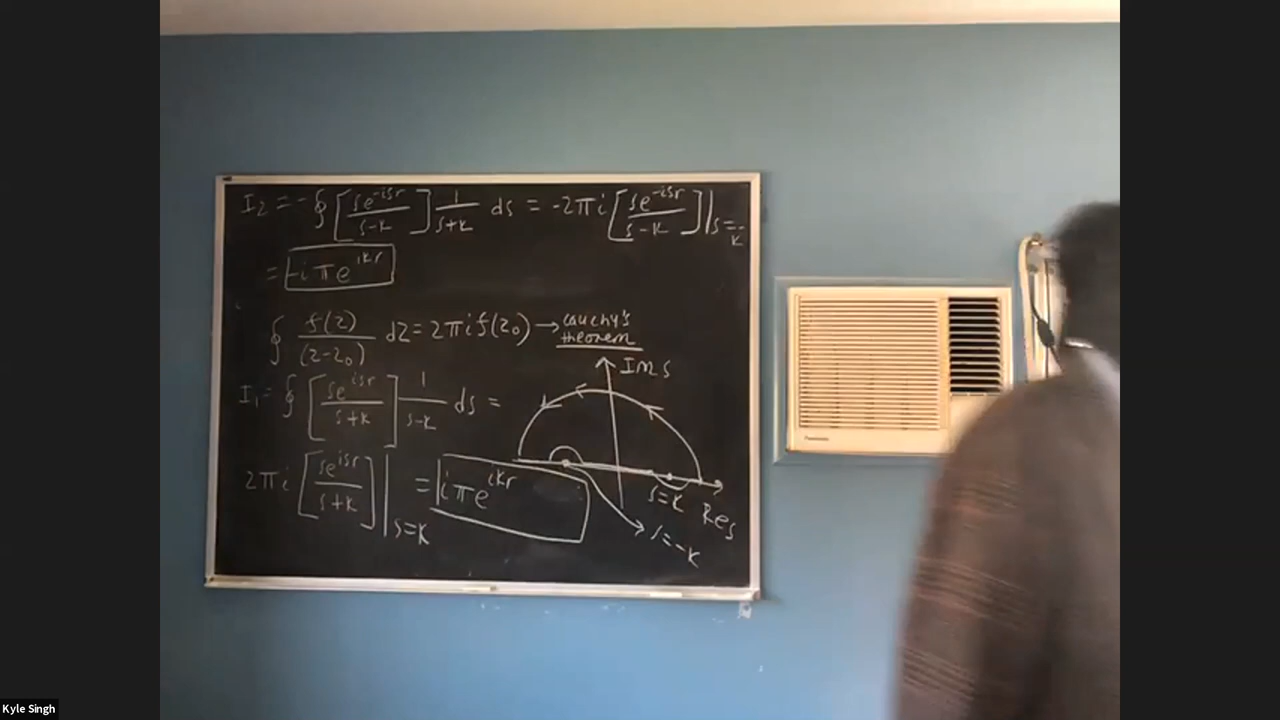 I₂ = -∮ [se^{-isr}/(s-k)] 1/(s+k) ds = -2πi [se^{-isr}/(s-k)]|_{s=-k}
= -iπe^{ikr}
∮ f(z)/(z-z₀) dz = 2πi f(z₀) → cauchy's theorem
Im s
I₁ = ∮ [se^{isr}/(s+k)] 1/(s-k) ds =
2πi [se^{isr}/(s+k)]|_{s=k} = iπe^{ikr}
s=k
Re s
s=-k
Panasonic
Kyle Singh